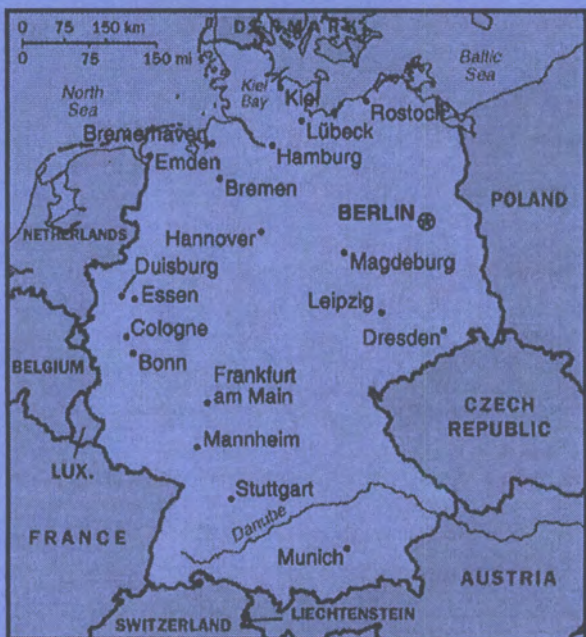 0 75 150 km
0 75 150 mi
DENMARK
North
Sea
Baltic
Sea
Kiel
Bay
Kiel
Rostock
Lübeck
Bremerhaven
Hamburg
Emden
Bremen
POLAND
BERLIN
NETHERLANDS
Hannover
Magdeburg
Duisburg
Essen
Leipzig
Cologne
Dresden
BELGIUM
Bonn
Frankfurt
am Main
CZECH
REPUBLIC
Mannheim
LUX.
Stuttgart
Danube
FRANCE
Munich
AUSTRIA
LIECHTENSTEIN
SWITZERLAND